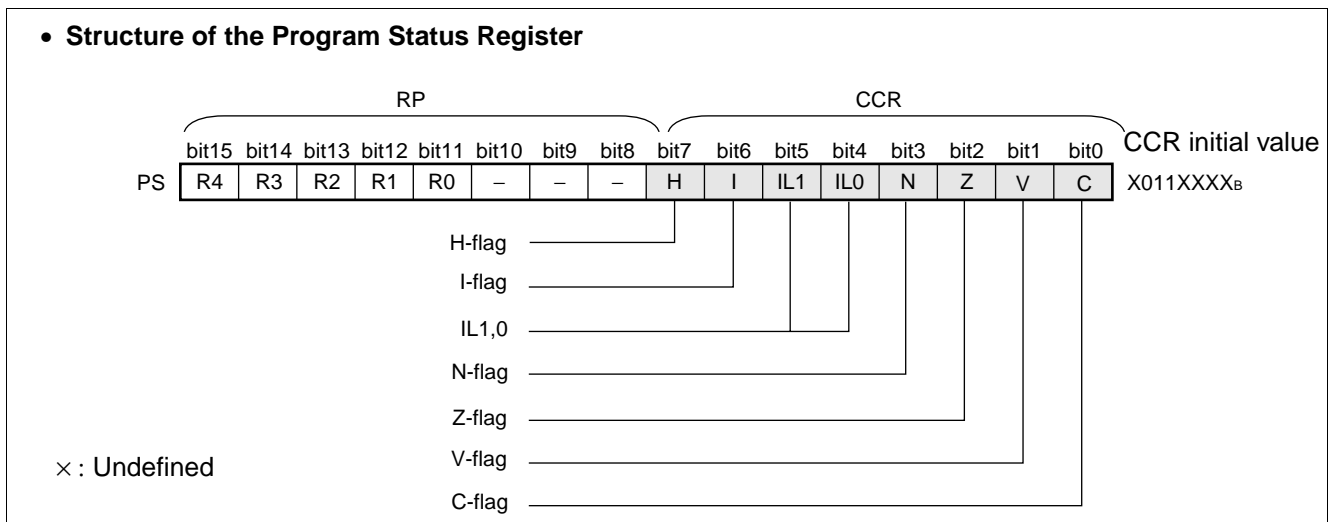 • Structure of the Program Status Register
RP CCR
bit15 bit14 bit13 bit12 bit11 bit10 bit9 bit8 bit7 bit6 bit5 bit4 bit3 bit2 bit1 bit0 CCR initial value
PS R4 R3 R2 R1 R0 – – – H I IL1 IL0 N Z V C X011XXXXB
H-flag
I-flag
IL1,0
N-flag
Z-flag
V-flag
C-flag
× : Undefined